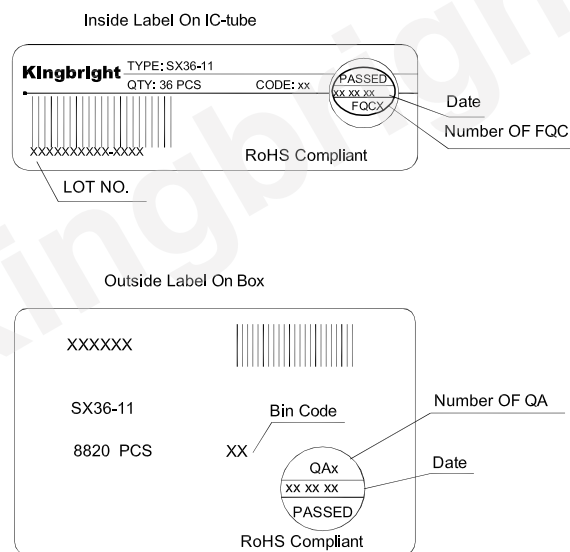 Inside Label On IC-tube
Kingbright
TYPE: SX36-11
QTY: 36 PCS CODE: xx
PASSED
xx xx xx
FQCX
Date
Number OF FQC
XXXXXXXXXX-XXXX
RoHS Compliant
LOT NO.
Outside Label On Box
XXXXXX
SX36-11
Bin Code
Number OF QA
8820 PCS
XX
QAx
Date
xx xx xx
PASSED
RoHS Compliant
Kingbright